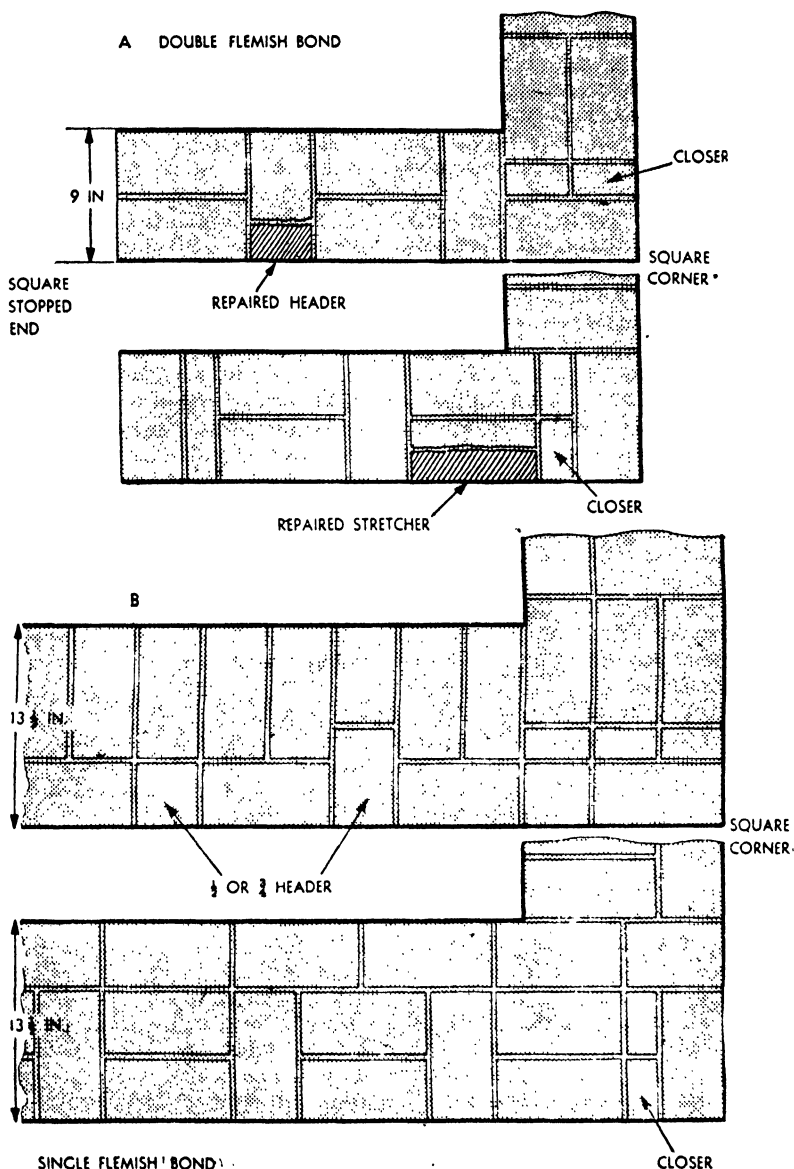 A DOUBLE FLEMISH BOND
CLOSER
9 IN
SQUARE
CORNER
SQUARE
STOPPED
END
REPAIRED HEADER
CLOSER
REPAIRED STRETCHER
B
13 ½ IN.
SQUARE
CORNER.
½ OR ¾ HEADER
13 ½ IN.
SINGLE FLEMISH BOND
CLOSER